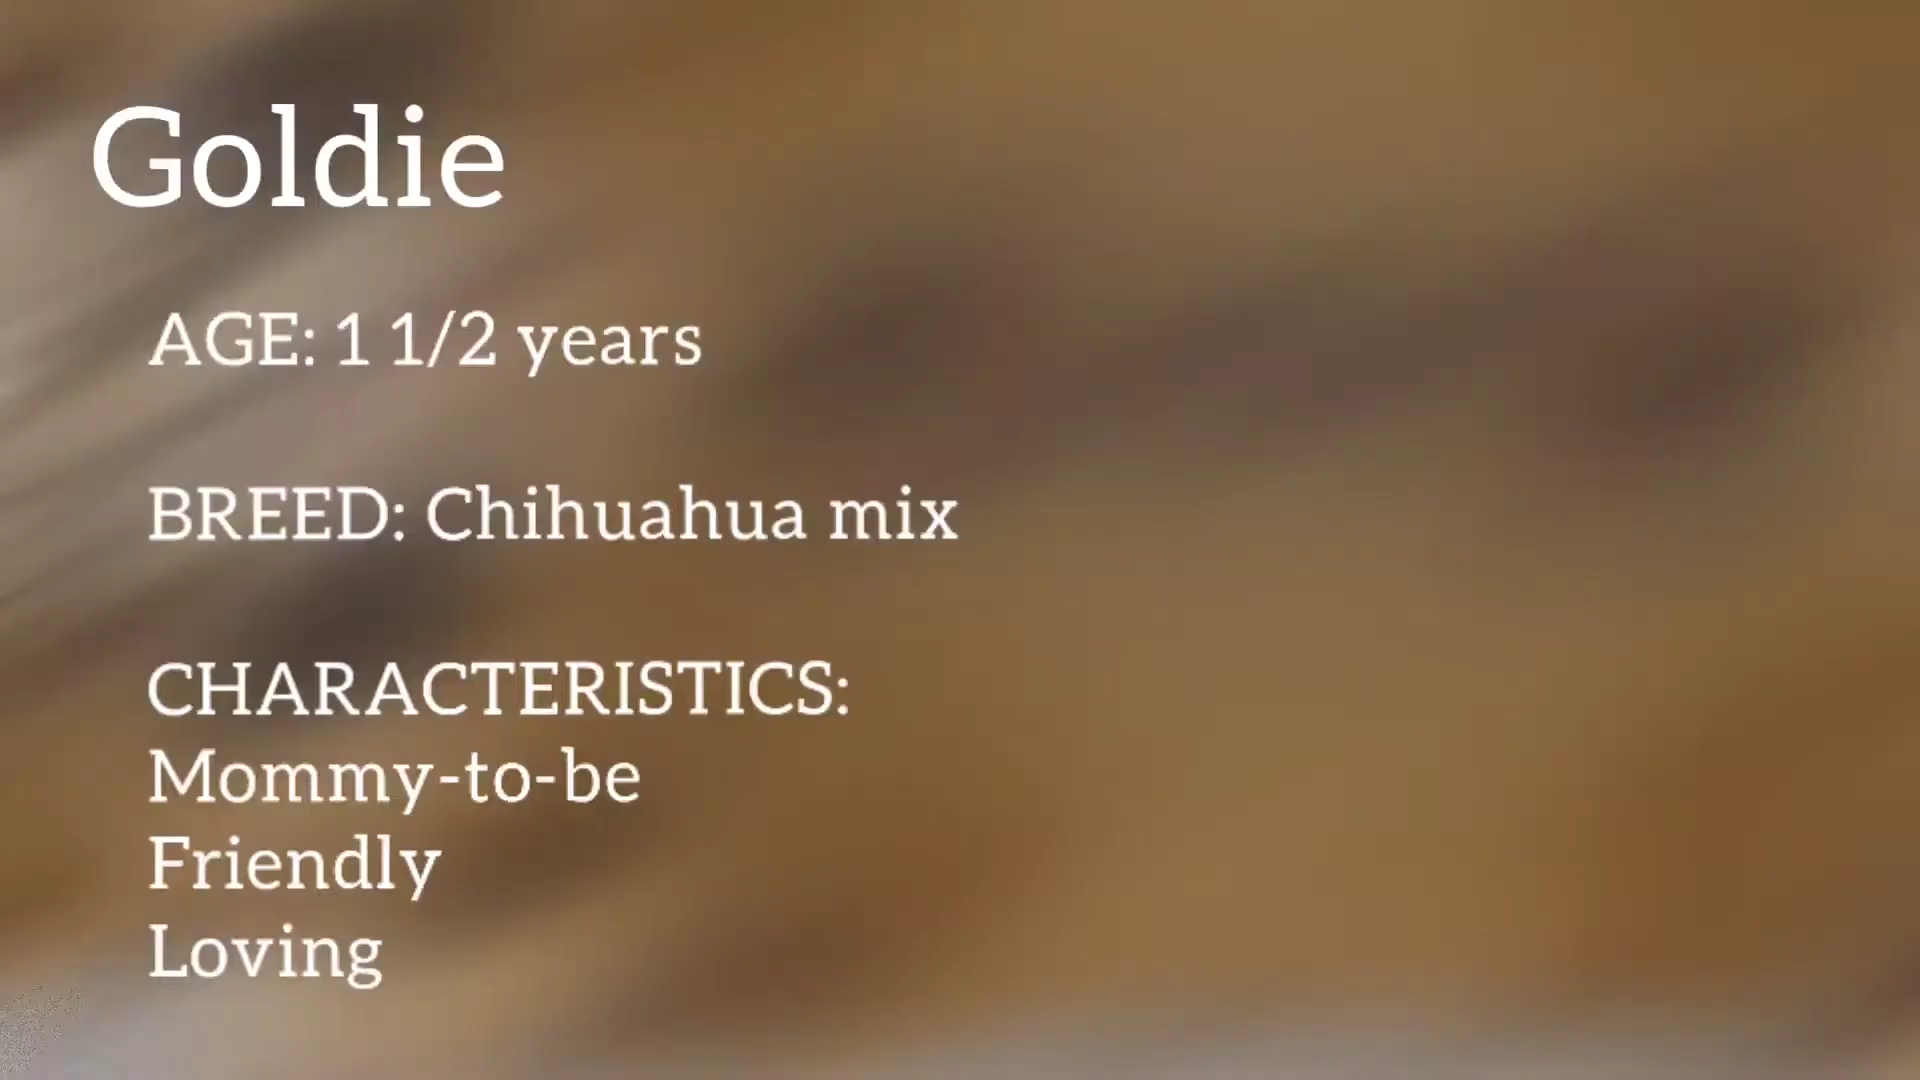 Goldie
AGE: 1 1/2 years
BREED: Chihuahua mix
CHARACTERISTICS:
Mommy-to-be
Friendly
Loving